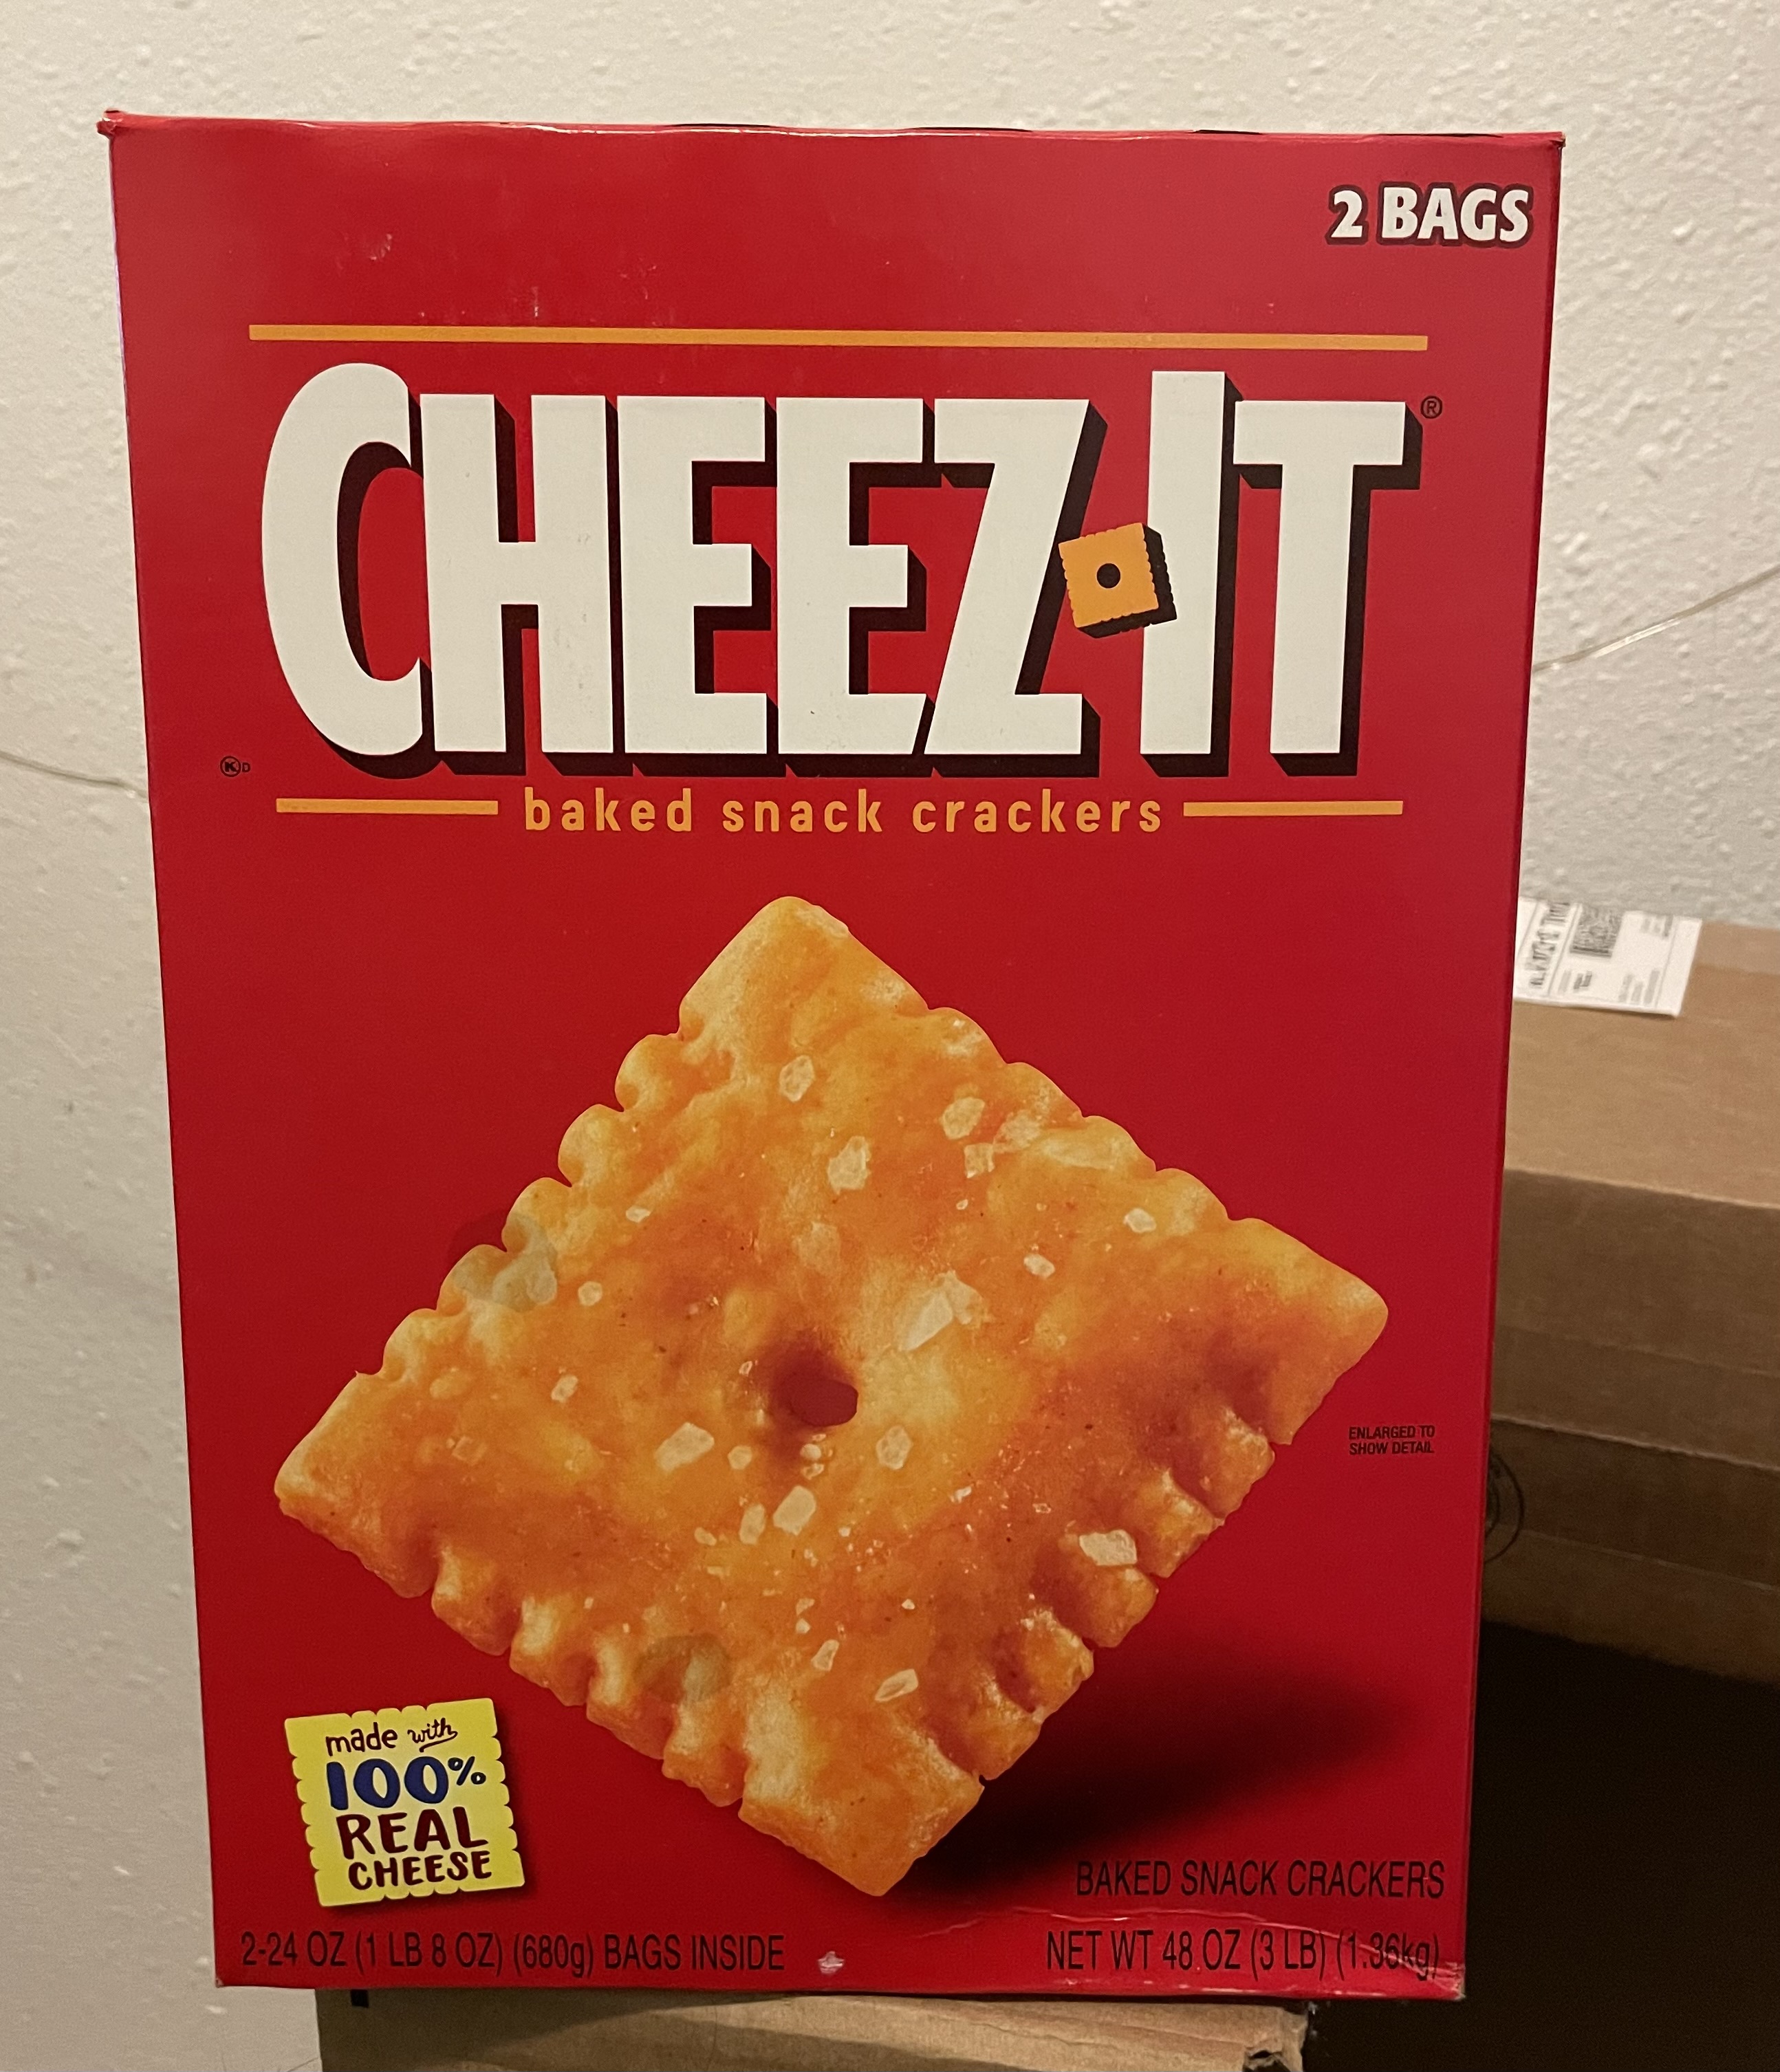 2 BAGS
CHEEZ-IT®
KD
baked snack crackers
ENLARGED TO
SHOW DETAIL
made with
100%
REAL
CHEESE
BAKED SNACK CRACKERS
2-24 OZ (1 LB 8 OZ) (680g) BAGS INSIDE
NET WT 48 OZ (3 LB) (1.36kg)